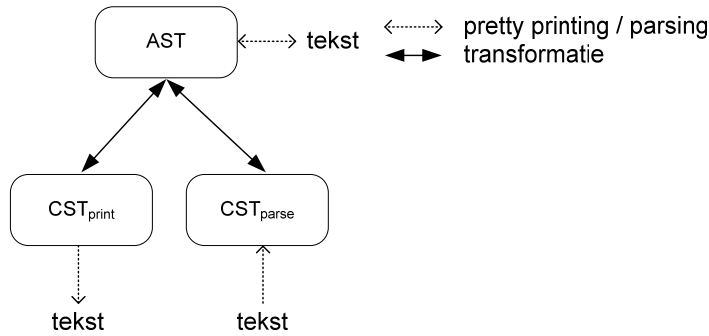 AST
tekst
pretty printing / parsing
transformatie
CSTprint
CSTparse
tekst
tekst